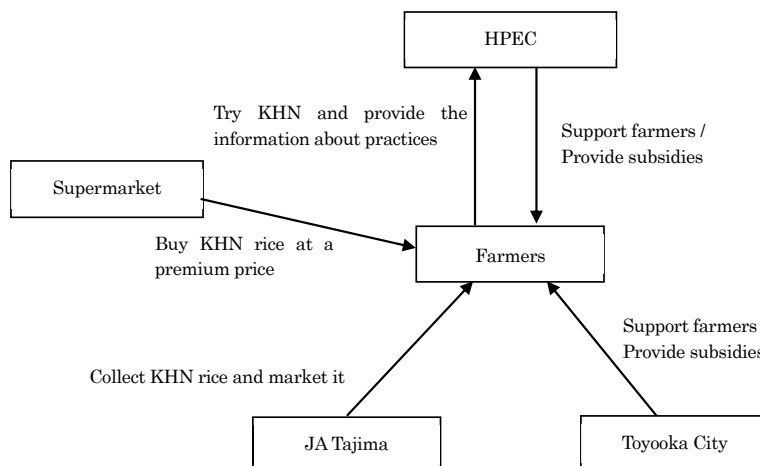 HPEC
Try KHN and provide the
information about practices
Support farmers /
Provide subsidies
Supermarket
Buy KHN rice at a
premium price
Farmers
Support farmers
Provide subsidies
Collect KHN rice and market it
JA Tajima
Toyooka City